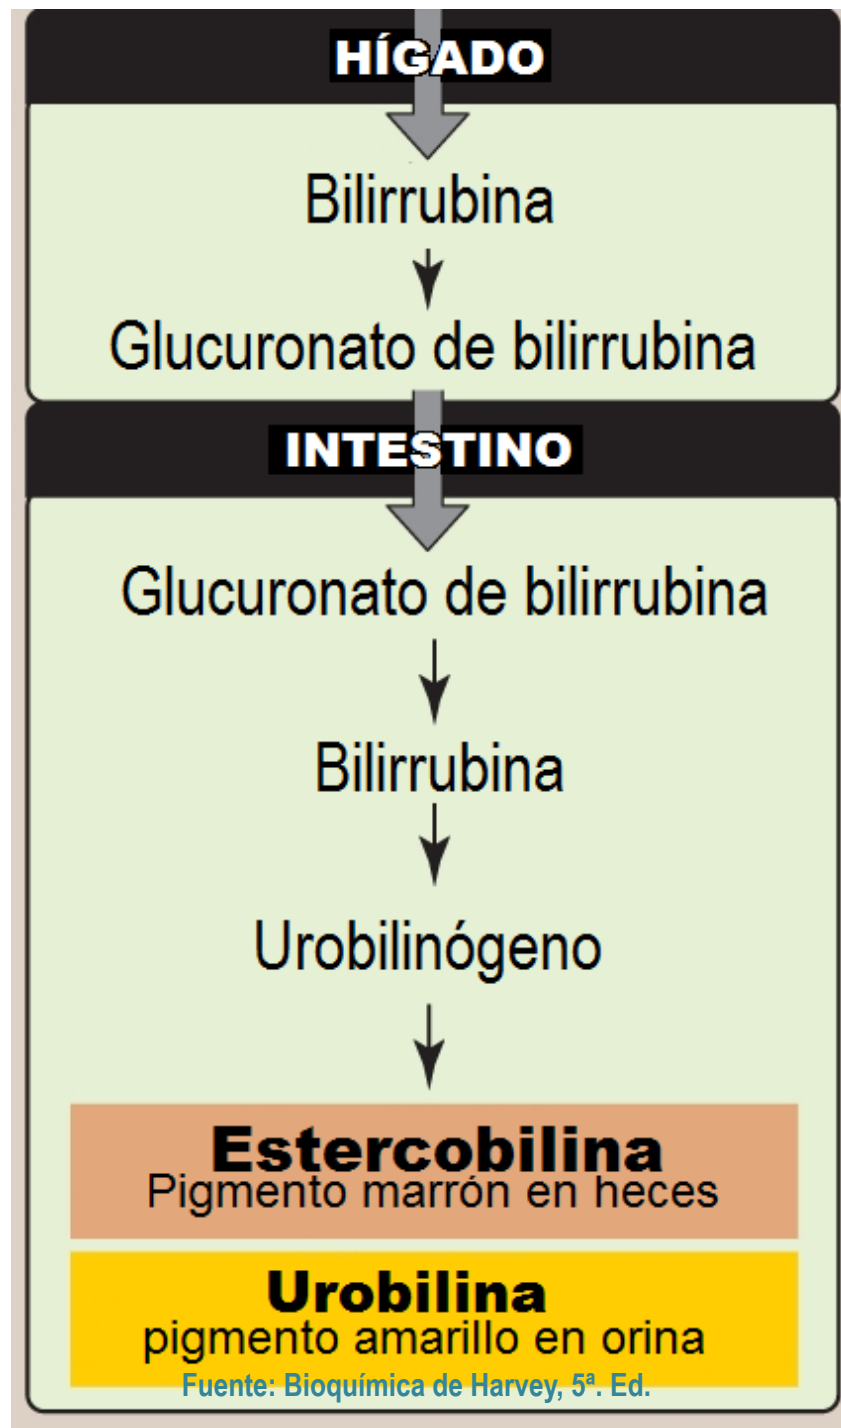 HÍGADO
Bilirrubina
Glucuronato de bilirrubina
INTESTINO
Glucuronato de bilirrubina
Bilirrubina
Urobilinógeno
Estercobilina
Pigmento marrón en heces
Urobilina
pigmento amarillo en orina
Fuente: Bioquímica de Harvey, 5ª. Ed.